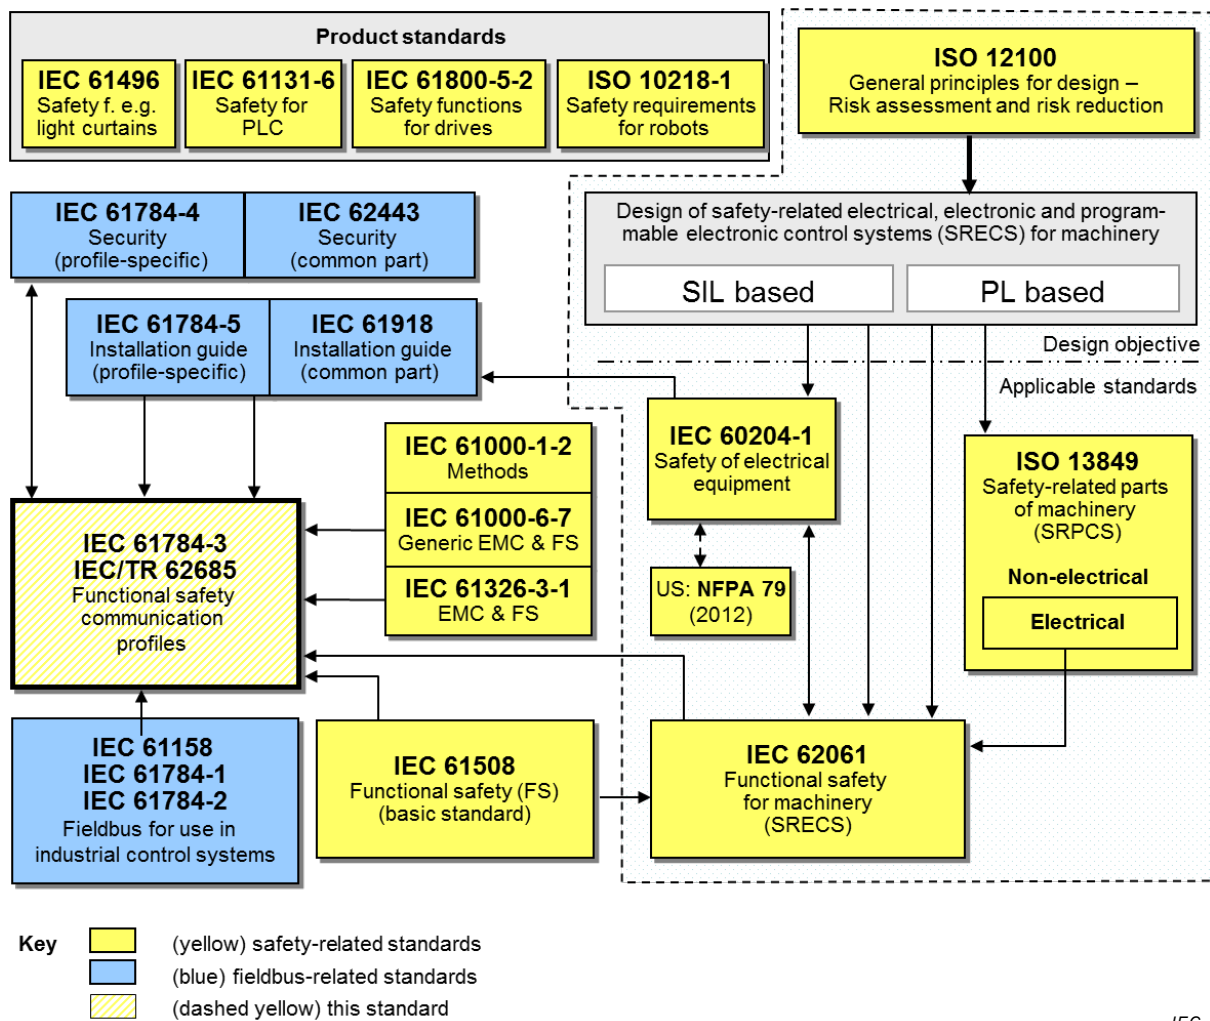 Product standards
IEC 61496
Safety f. e.g.
light curtains
IEC 61131-6
Safety for
PLC
IEC 61800-5-2
Safety functions
for drives
ISO 10218-1
Safety requirements
for robots
ISO 12100
General principles for design –
Risk assessment and risk reduction
Design of safety-related electrical, electronic and program-
mable electronic control systems (SRECS) for machinery
SIL based
PL based
Design objective
Applicable standards
IEC 61784-4
Security
(profile-specific)
IEC 62443
Security
(common part)
IEC 61784-5
Installation guide
(profile-specific)
IEC 61918
Installation guide
(common part)
IEC 61000-1-2
Methods
IEC 61000-6-7
Generic EMC & FS
IEC 61326-3-1
EMC & FS
IEC 60204-1
Safety of electrical
equipment
US: NFPA 79
(2012)
ISO 13849
Safety-related parts
of machinery
(SRPCS)
Non-electrical
Electrical
IEC 61784-3
IEC/TR 62685
Functional safety
communication
profiles
IEC 61158
IEC 61784-1
IEC 61784-2
Fieldbus for use in
industrial control systems
IEC 61508
Functional safety (FS)
(basic standard)
IEC 62061
Functional safety
for machinery
(SRECS)
Key
(yellow) safety-related standards
(blue) fieldbus-related standards
(dashed yellow) this standard